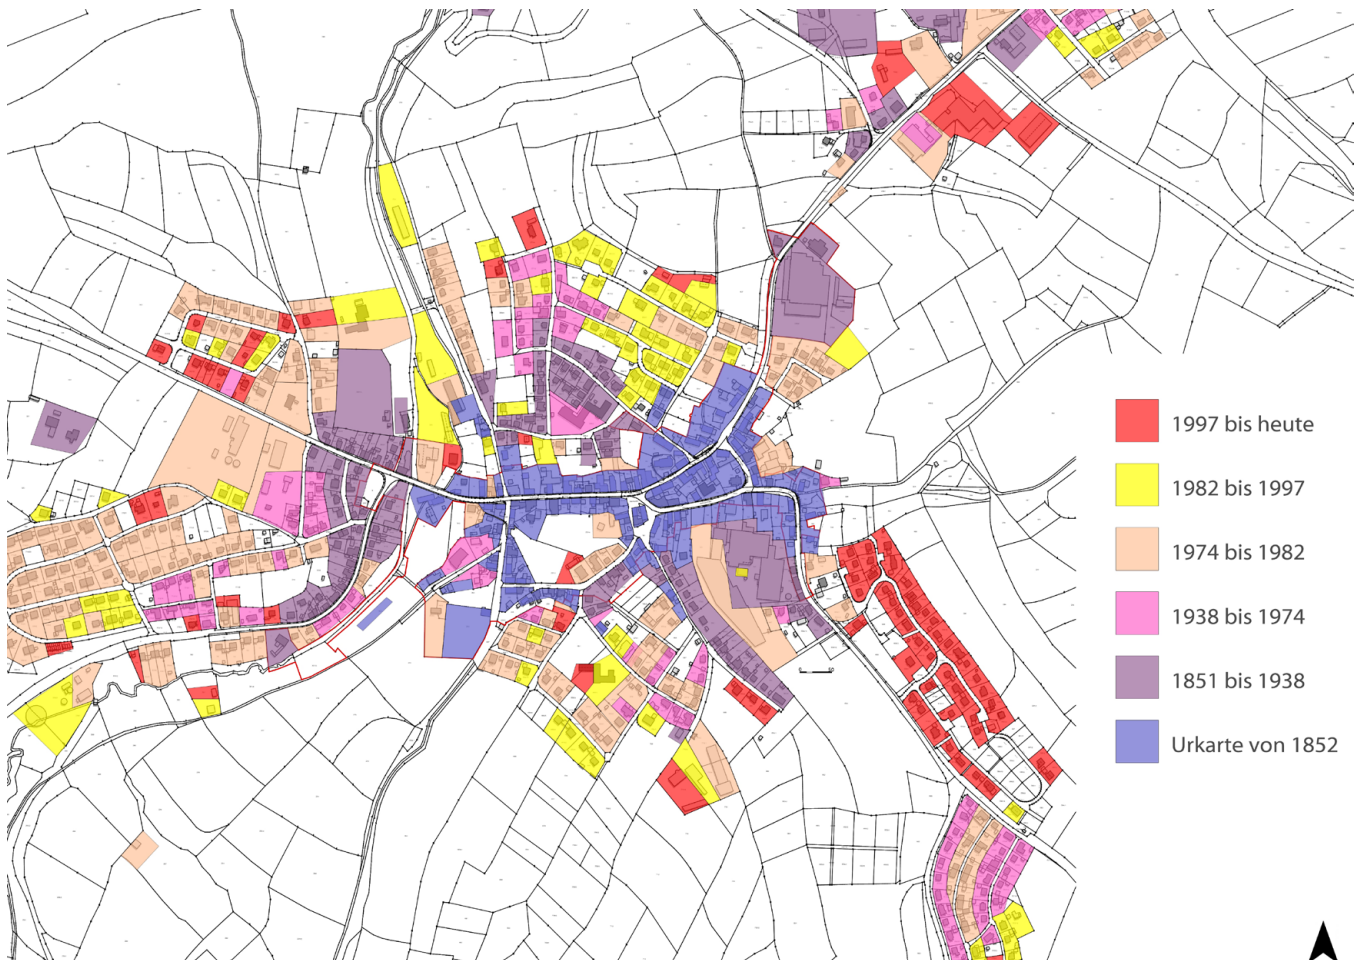 1997 bis heute
1982 bis 1997
1974 bis 1982
1938 bis 1974
1851 bis 1938
Urkarte von 1852